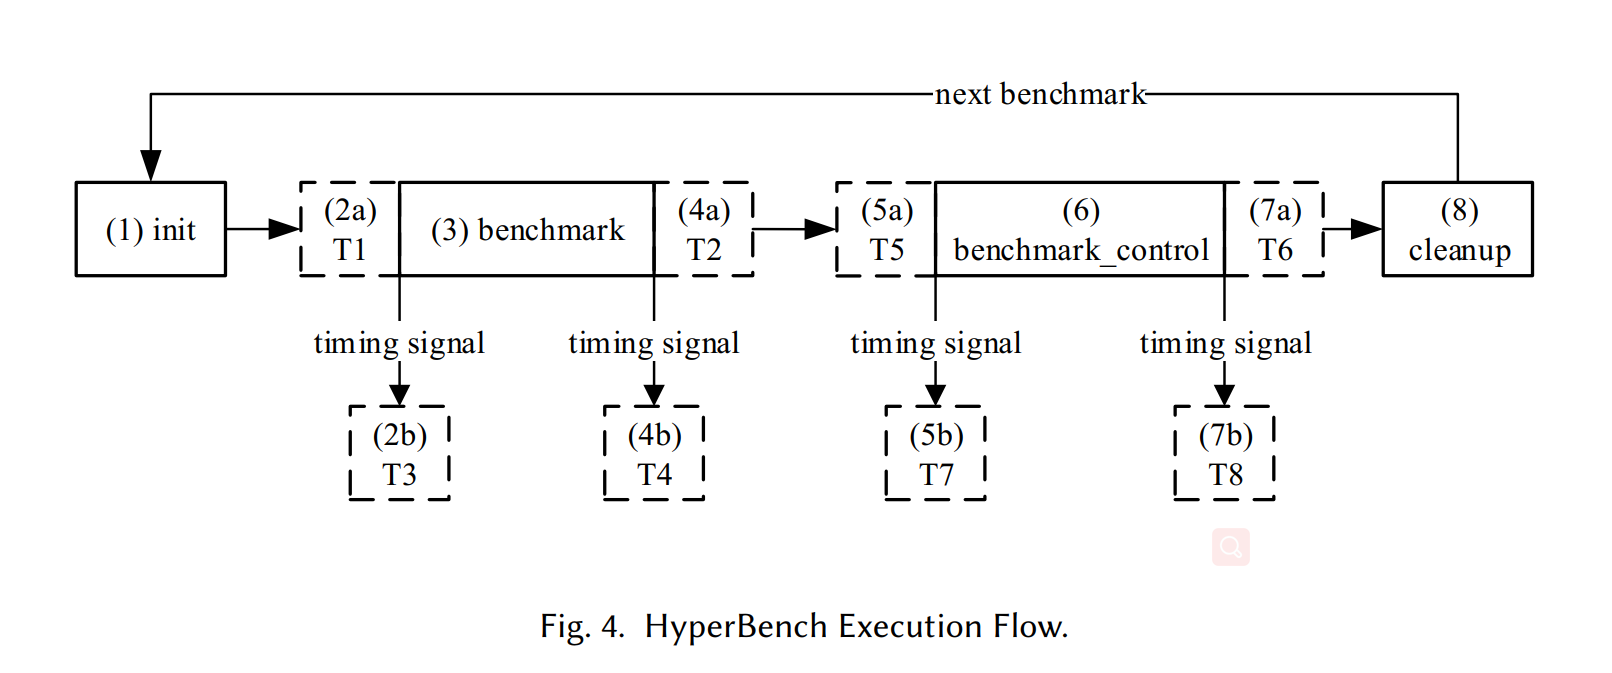 next benchmark
(1) init
(2a)
T1
(3) benchmark
(4a)
T2
(5a)
T5
(6)
benchmark_control
(7a)
T6
(8)
cleanup
timing signal
timing signal
timing signal
timing signal
(2b)
T3
(4b)
T4
(5b)
T7
(7b)
T8
Fig. 4. HyperBench Execution Flow.